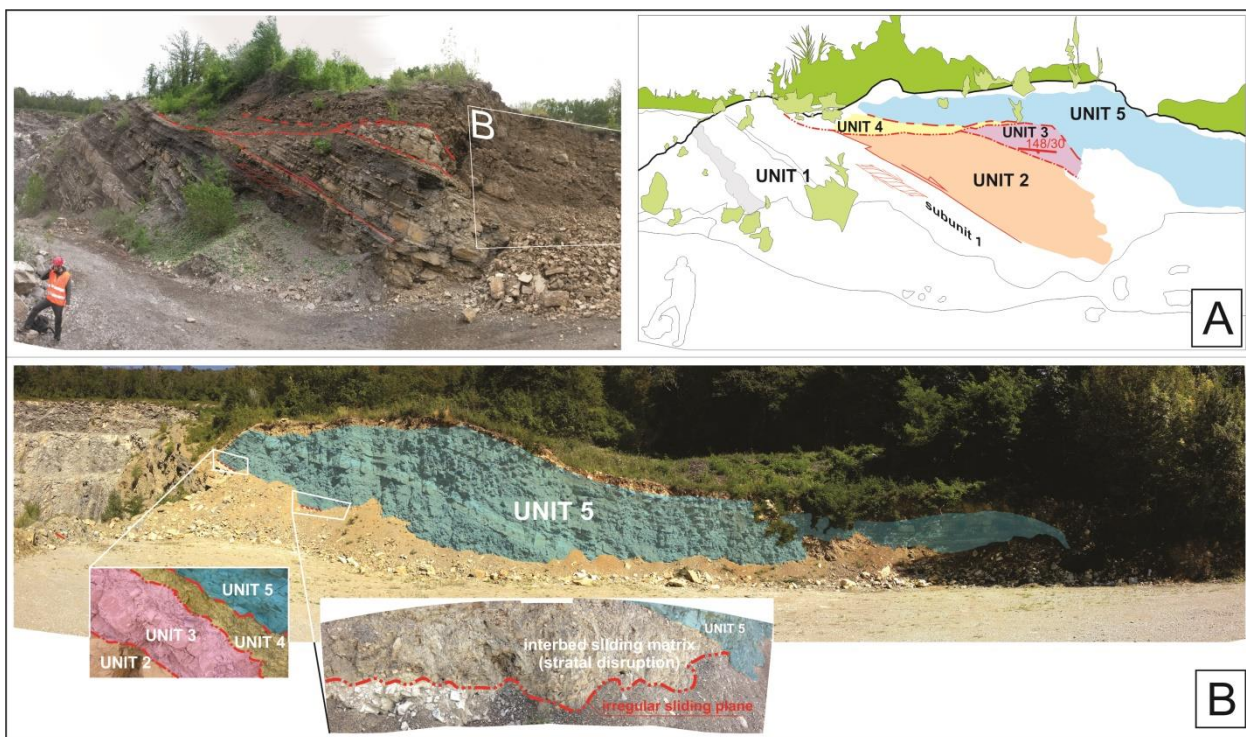 B
UNIT 5
UNIT 4
UNIT 3
148/30
UNIT 1
UNIT 2
subunit 1
A
UNIT 5
UNIT 5
UNIT 3
UNIT 4
UNIT 2
UNIT 5
interbed sliding matrix
(stratal disruption)
irregular sliding plane
B